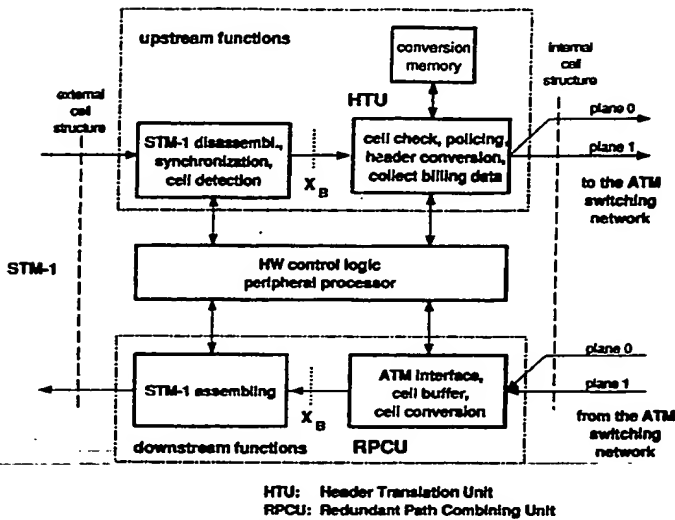 upstream functions
conversion
memory
internal
cell
structure
external
cell
structure
HTU
plane 0
STM-1 disassembl.,
synchronization,
cell detection
X B
cell check, policing,
header conversion,
collect billing data
plane 1
to the ATM
switching
network
STM-1
HW control logic
peripheral processor
plane 0
STM-1 assembling
X B
ATM interface,
cell buffer,
cell conversion
plane 1
from the ATM
switching
network
downstream functions
RPCU
HTU: Header Translation Unit
RPCU: Redundant Path Combining Unit